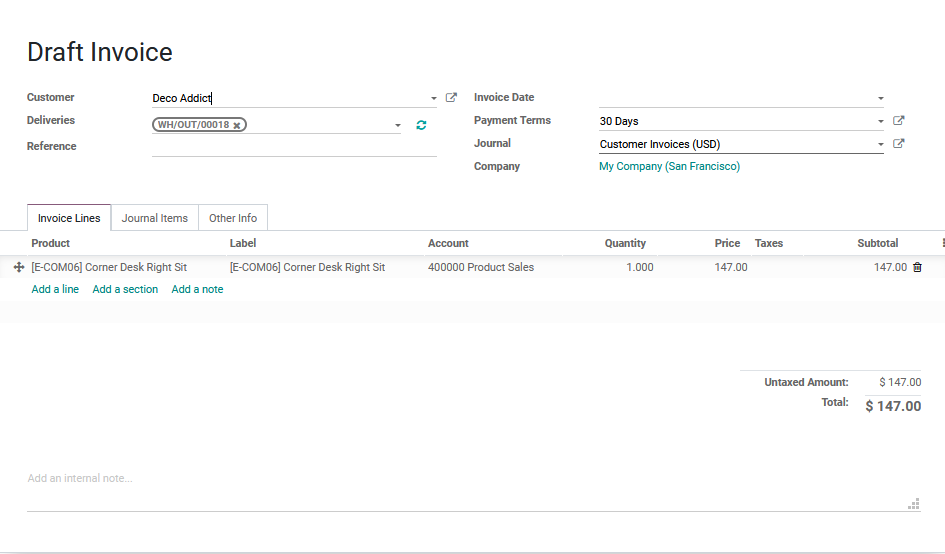 Draft Invoice
Customer Deco Addict Invoice Date
Deliveries WH/OUT/00018 Payment Terms 30 Days
Reference Journal Customer Invoices (USD)
Company My Company (San Francisco)
Invoice Lines Journal Items Other Info
Product Label Account Quantity Price Taxes Subtotal
[E-COM06] Corner Desk Right Sit [E-COM06] Corner Desk Right Sit 400000 Product Sales 1.000 147.00 147.00
Add a line Add a section Add a note
Untaxed Amount: $ 147.00
Total: $ 147.00
Add an internal note...